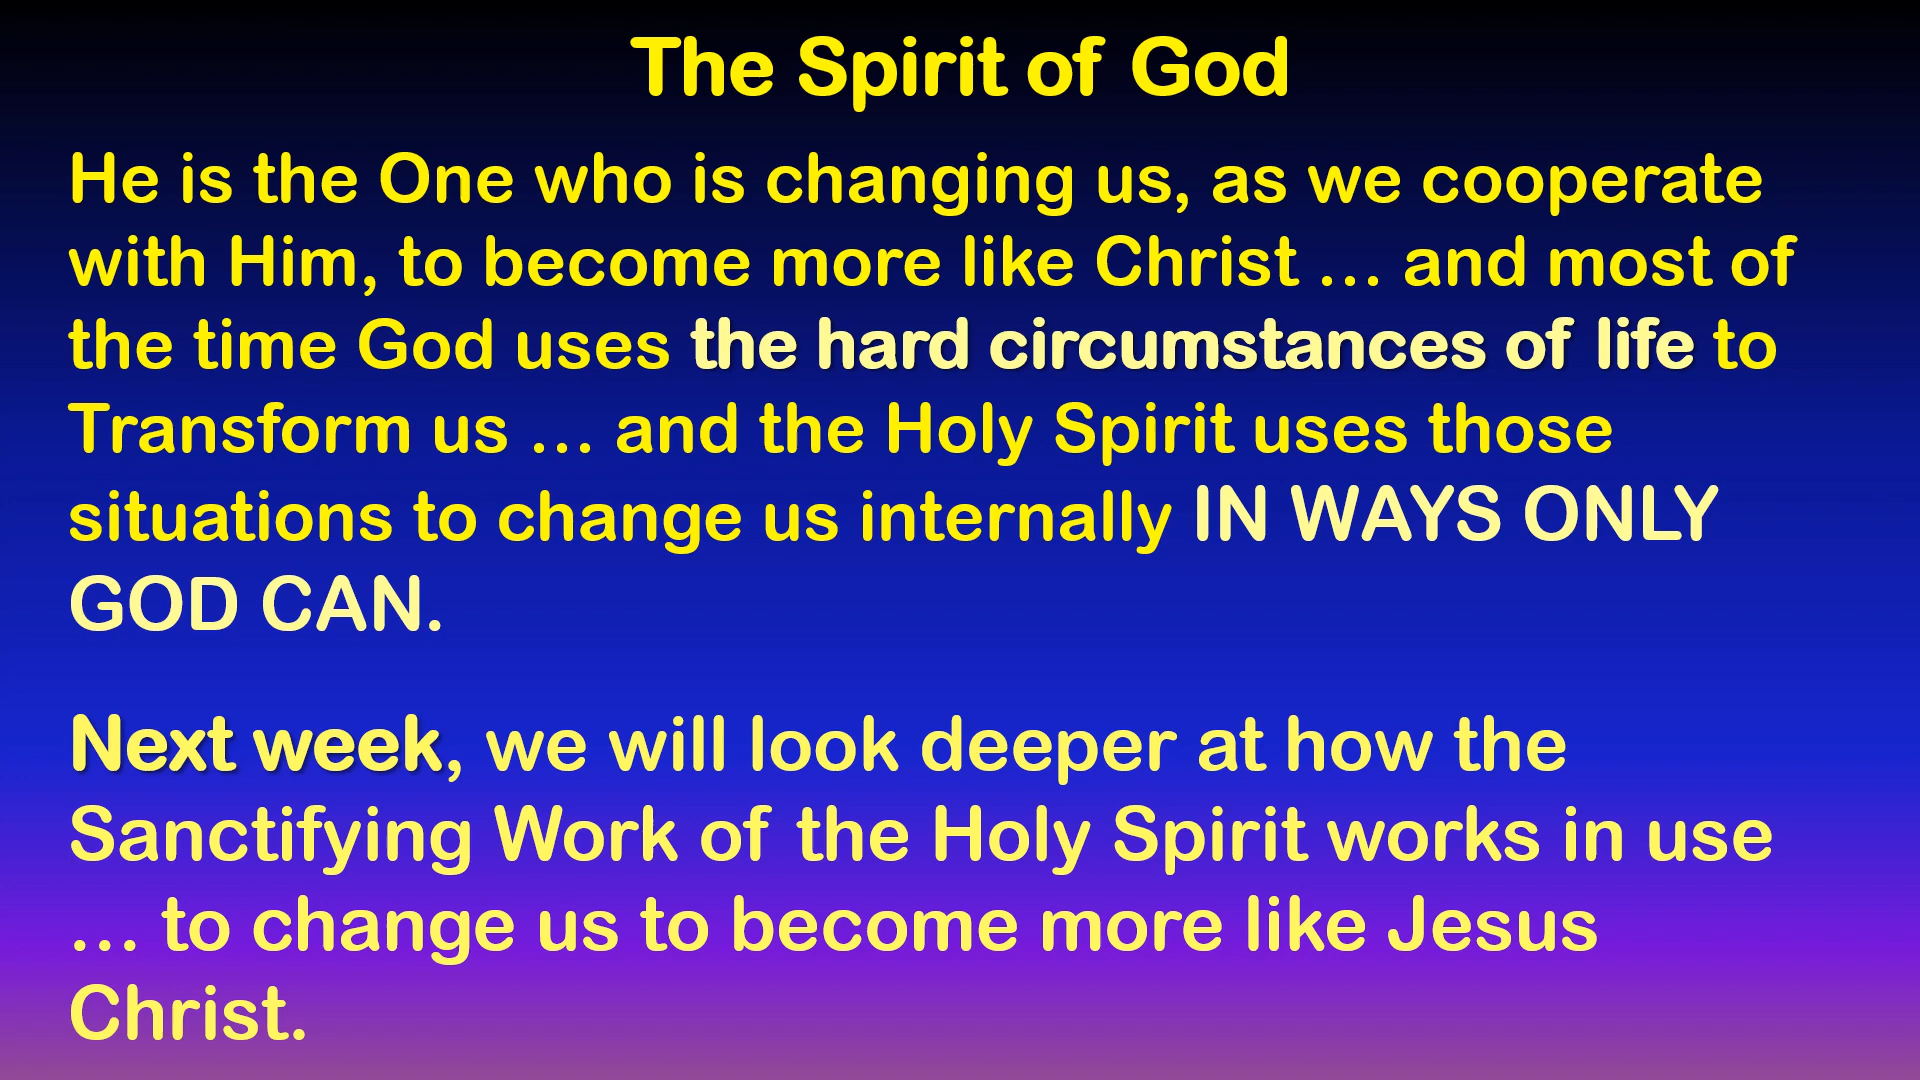 The Spirit of God
He is the One who is changing us, as we cooperate
with Him, to become more like Christ … and most of
the time God uses the hard circumstances of life to
Transform us … and the Holy Spirit uses those
situations to change us internally IN WAYS ONLY
GOD CAN.
Next week, we will look deeper at how the
Sanctifying Work of the Holy Spirit works in use
… to change us to become more like Jesus
Christ.